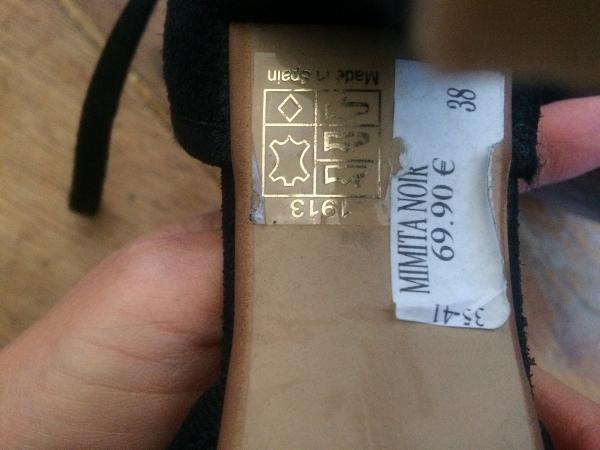 Made in Spain
1913
MIMITA NOIR 38
69.90 €
35-41